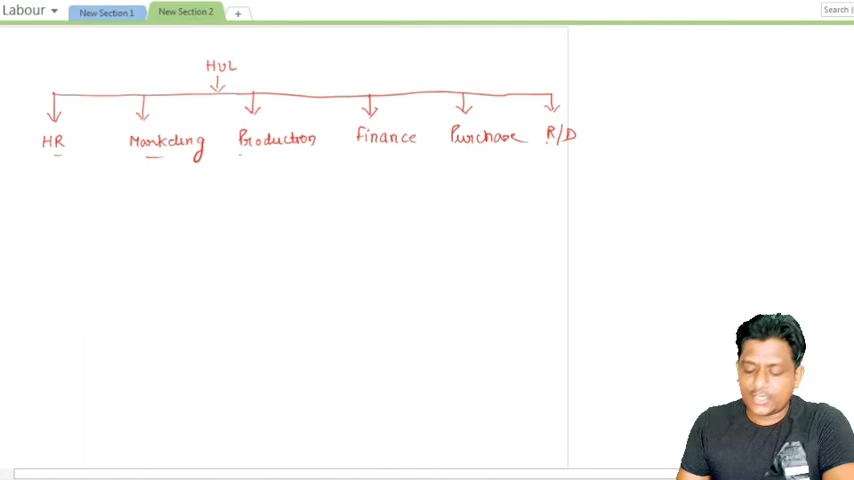 Labour
New Section 1
New Section 2
+
Search (
HUL
HR Marketing Production Finance Purchase R/D